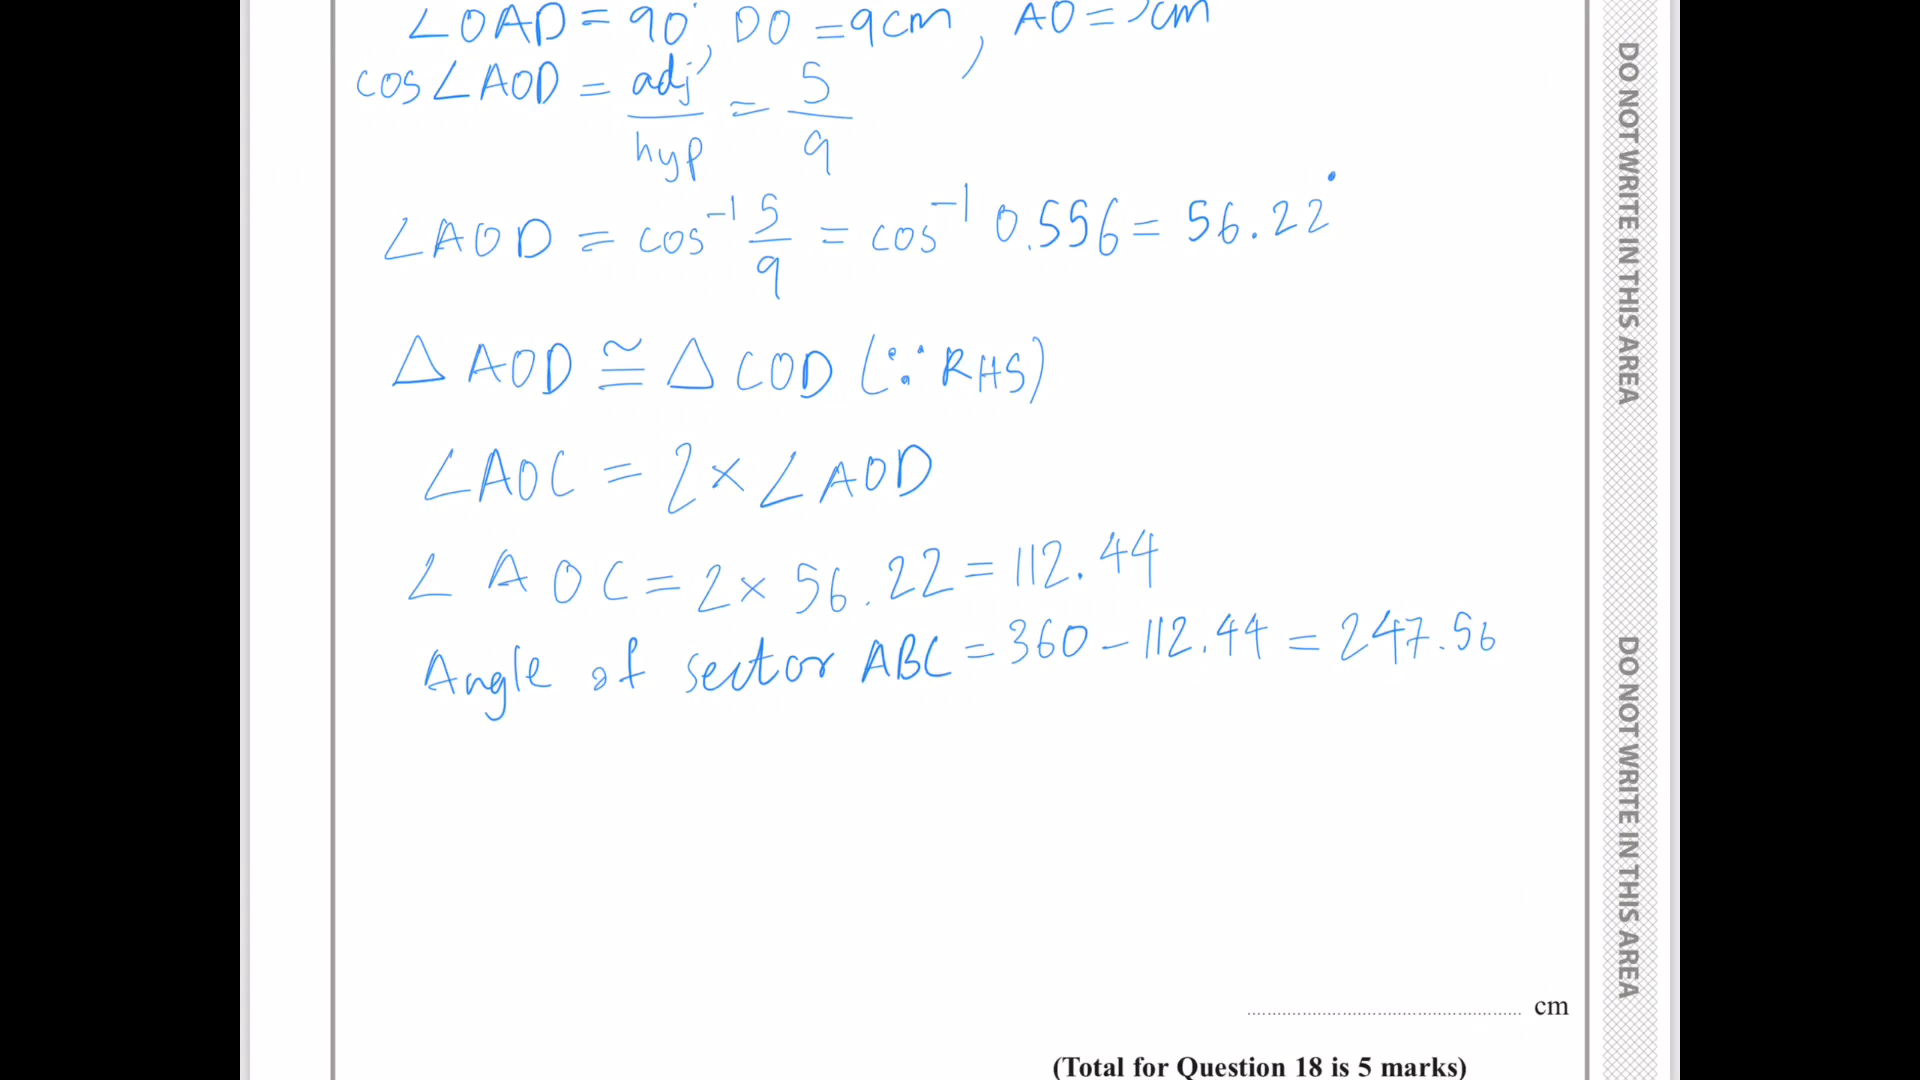 ∠OAD = 90°, DO = 9cm, AO = 5cm
cos∠AOD = adj/hyp = 5/9
∠AOD = cos⁻¹ 5/9 = cos⁻¹ 0.556 = 56.22°
△ AOD ≅ △ COD (∵ RHS)
∠AOC = 2 × ∠AOD
∠AOC = 2 × 56.22 = 112.44
Angle of sector ABC = 360 − 112.44 = 247.56
cm
(Total for Question 18 is 5 marks)
DO NOT WRITE IN THIS AREA
DO NOT WRITE IN THIS AREA